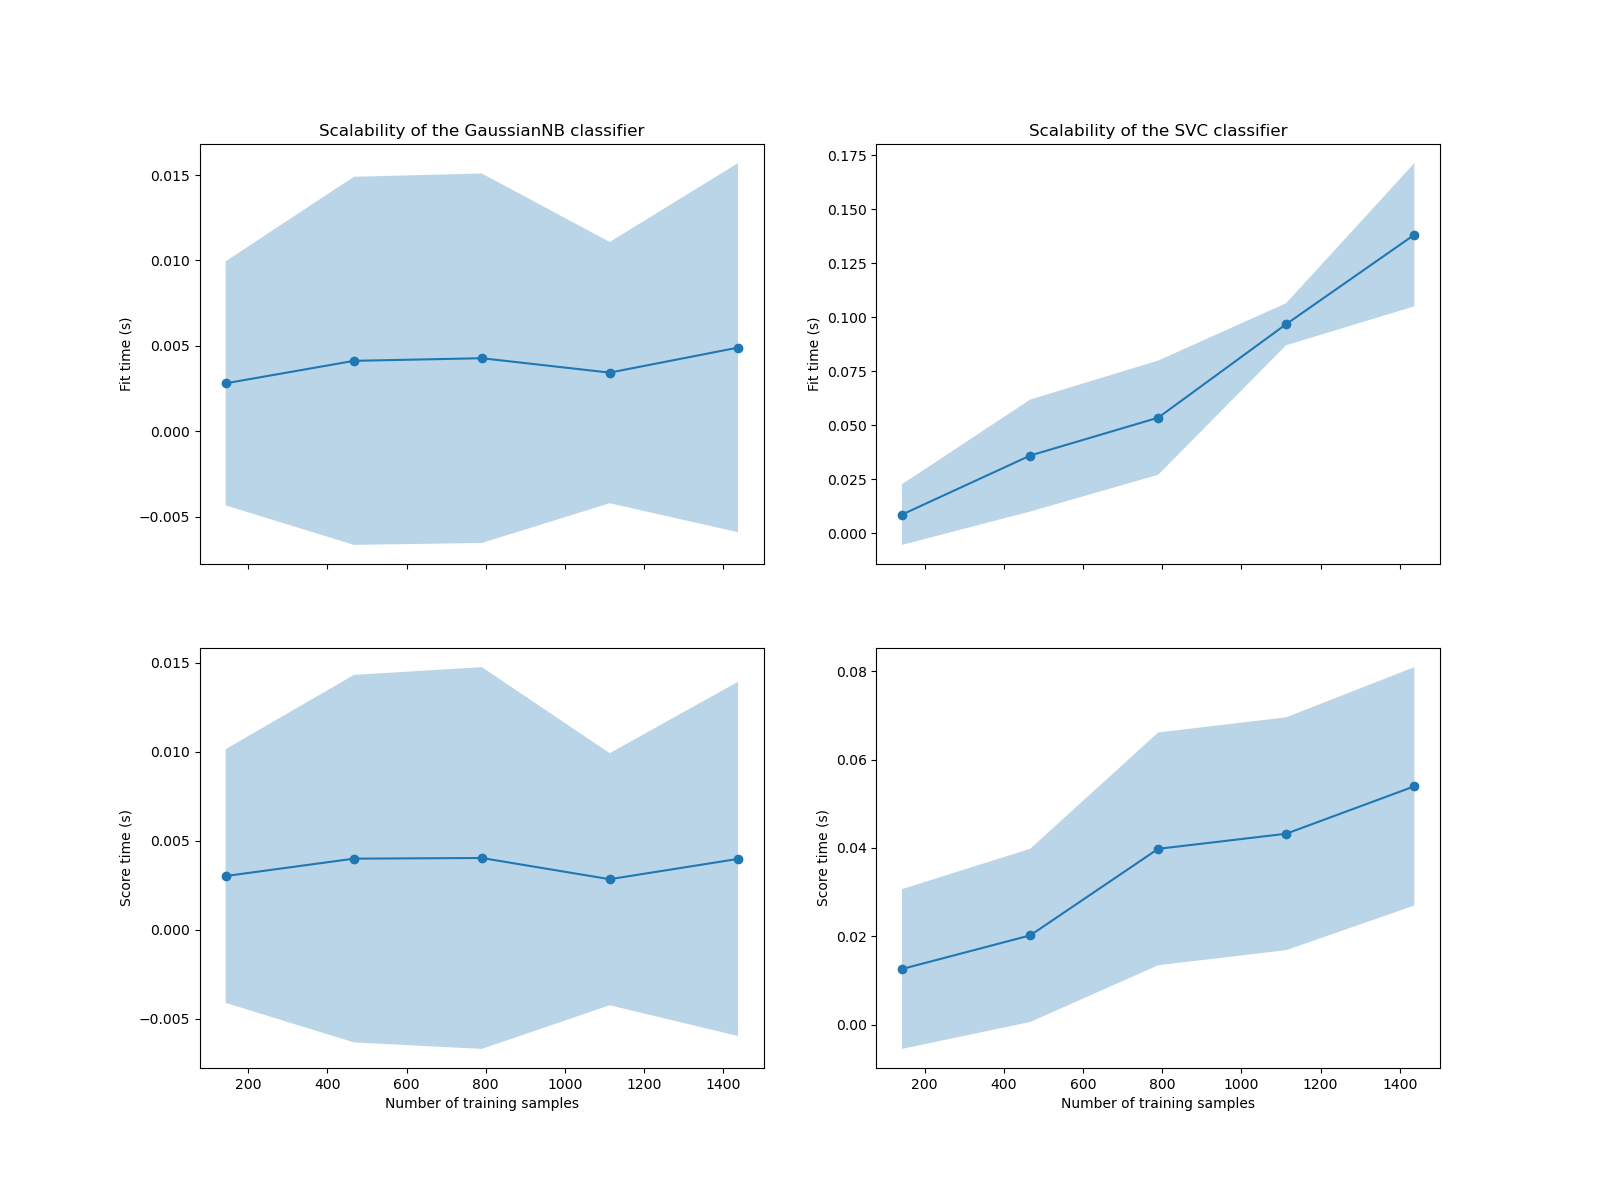 Scalability of the GaussianNB classifier
0.015
0.010
0.005
0.000
−0.005
Fit time (s)
Scalability of the SVC classifier
0.175
0.150
0.125
0.100
0.075
0.050
0.025
0.000
Fit time (s)
0.015
0.010
0.005
0.000
−0.005
Score time (s)
200 400 600 800 1000 1200 1400
Number of training samples
0.08
0.06
0.04
0.02
0.00
Score time (s)
200 400 600 800 1000 1200 1400
Number of training samples